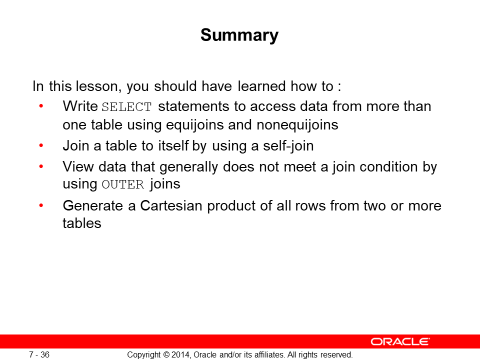 Summary
In this lesson, you should have learned how to :
• Write SELECT statements to access data from more than
one table using equijoins and nonequijoins
• Join a table to itself by using a self-join
• View data that generally does not meet a join condition by
using OUTER joins
• Generate a Cartesian product of all rows from two or more
tables
ORACLE
7 - 36 Copyright © 2014, Oracle and/or its affiliates. All rights reserved.